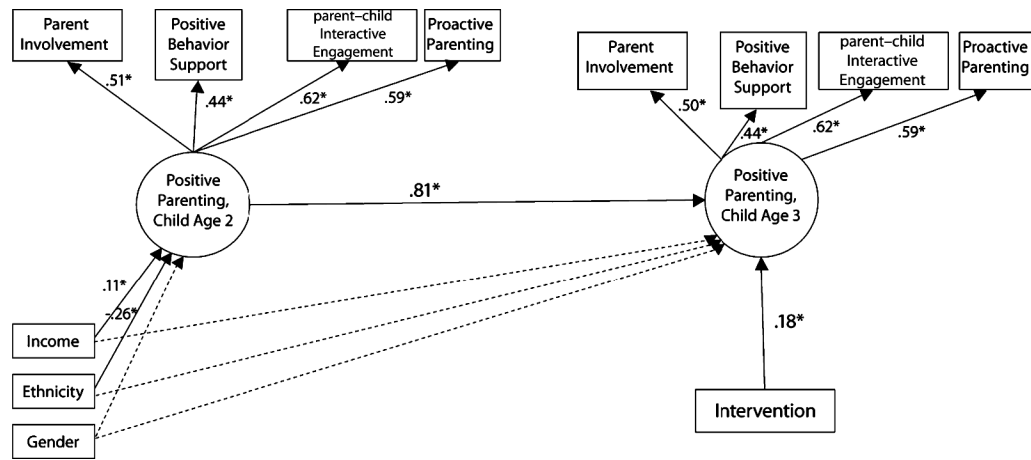 Parent
Involvement
Positive
Behavior
Support
parent–child
Interactive
Engagement
Proactive
Parenting
.51*
.44*
.62*
.59*
Parent
Involvement
Positive
Behavior
Support
parent–child
Interactive
Engagement
Proactive
Parenting
.50*
.44*
.62*
.59*
Positive
Parenting,
Child Age 2
.81*
Positive
Parenting,
Child Age 3
.11*
-.26*
Income
Ethnicity
Gender
.18*
Intervention